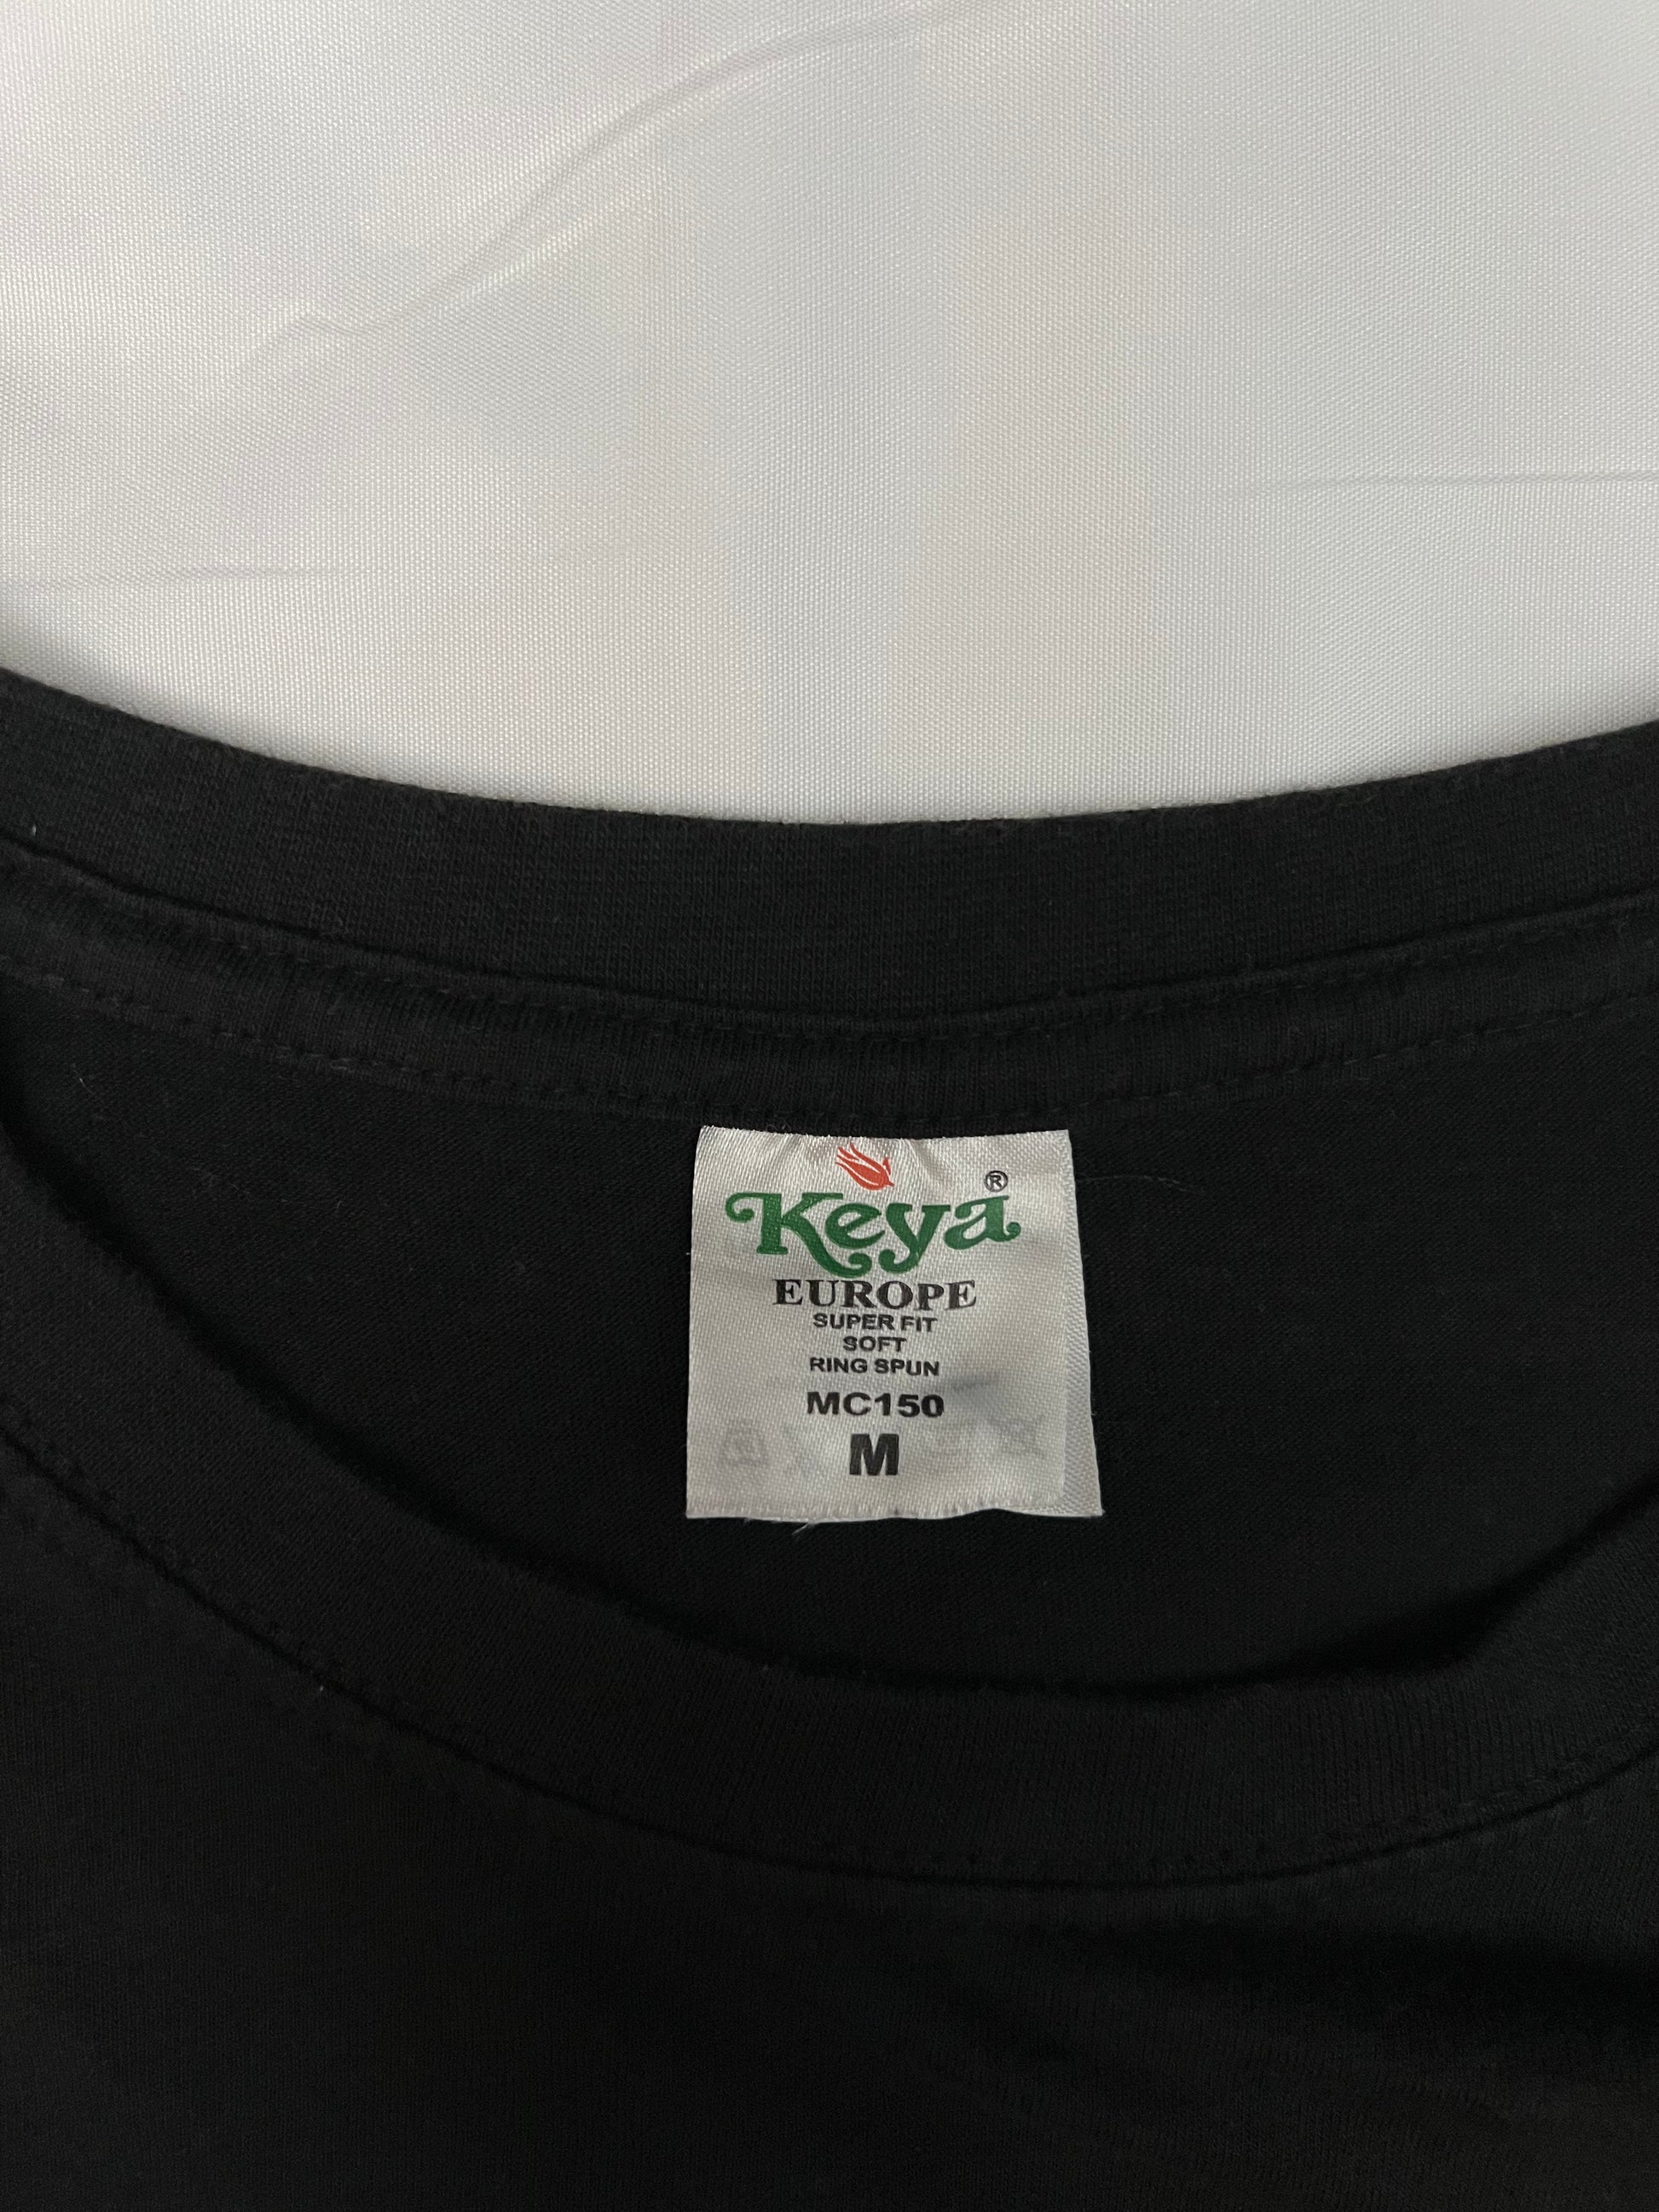 Keya®
EUROPE
SUPER FIT
SOFT
RING SPUN
MC150
M